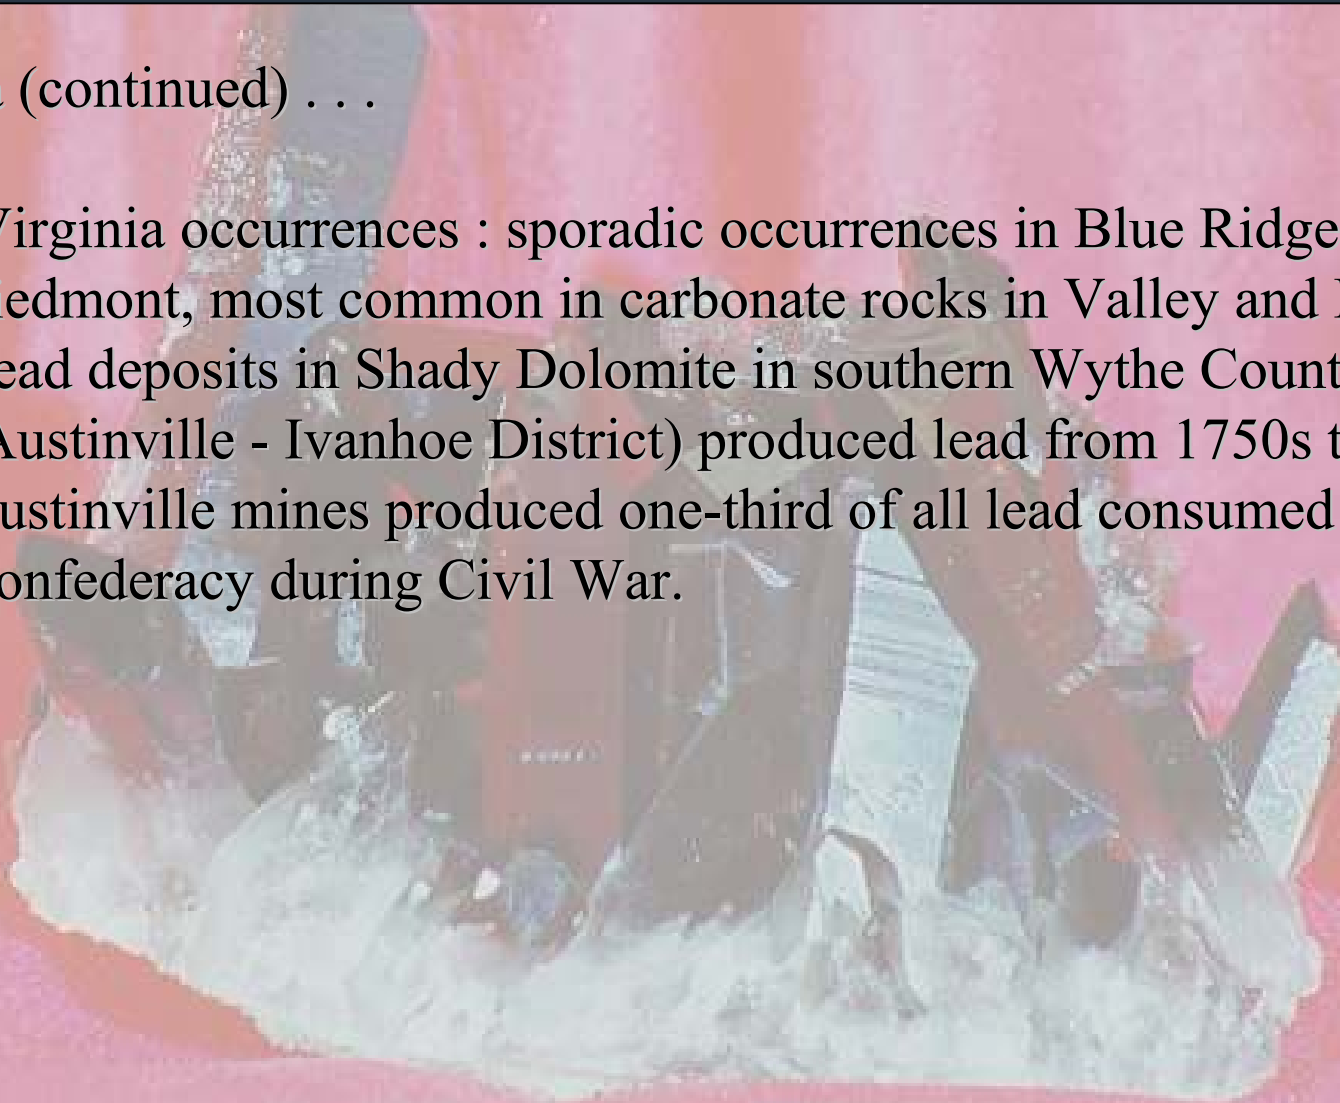 a (continued) . . .
Virginia occurrences : sporadic occurrences in Blue Ridge
iedmont, most common in carbonate rocks in Valley and
ead deposits in Shady Dolomite in southern Wythe Count
Austinville - Ivanhoe District) produced lead from 1750s t
ustinville mines produced one-third of all lead consumed
onfederacy during Civil War.